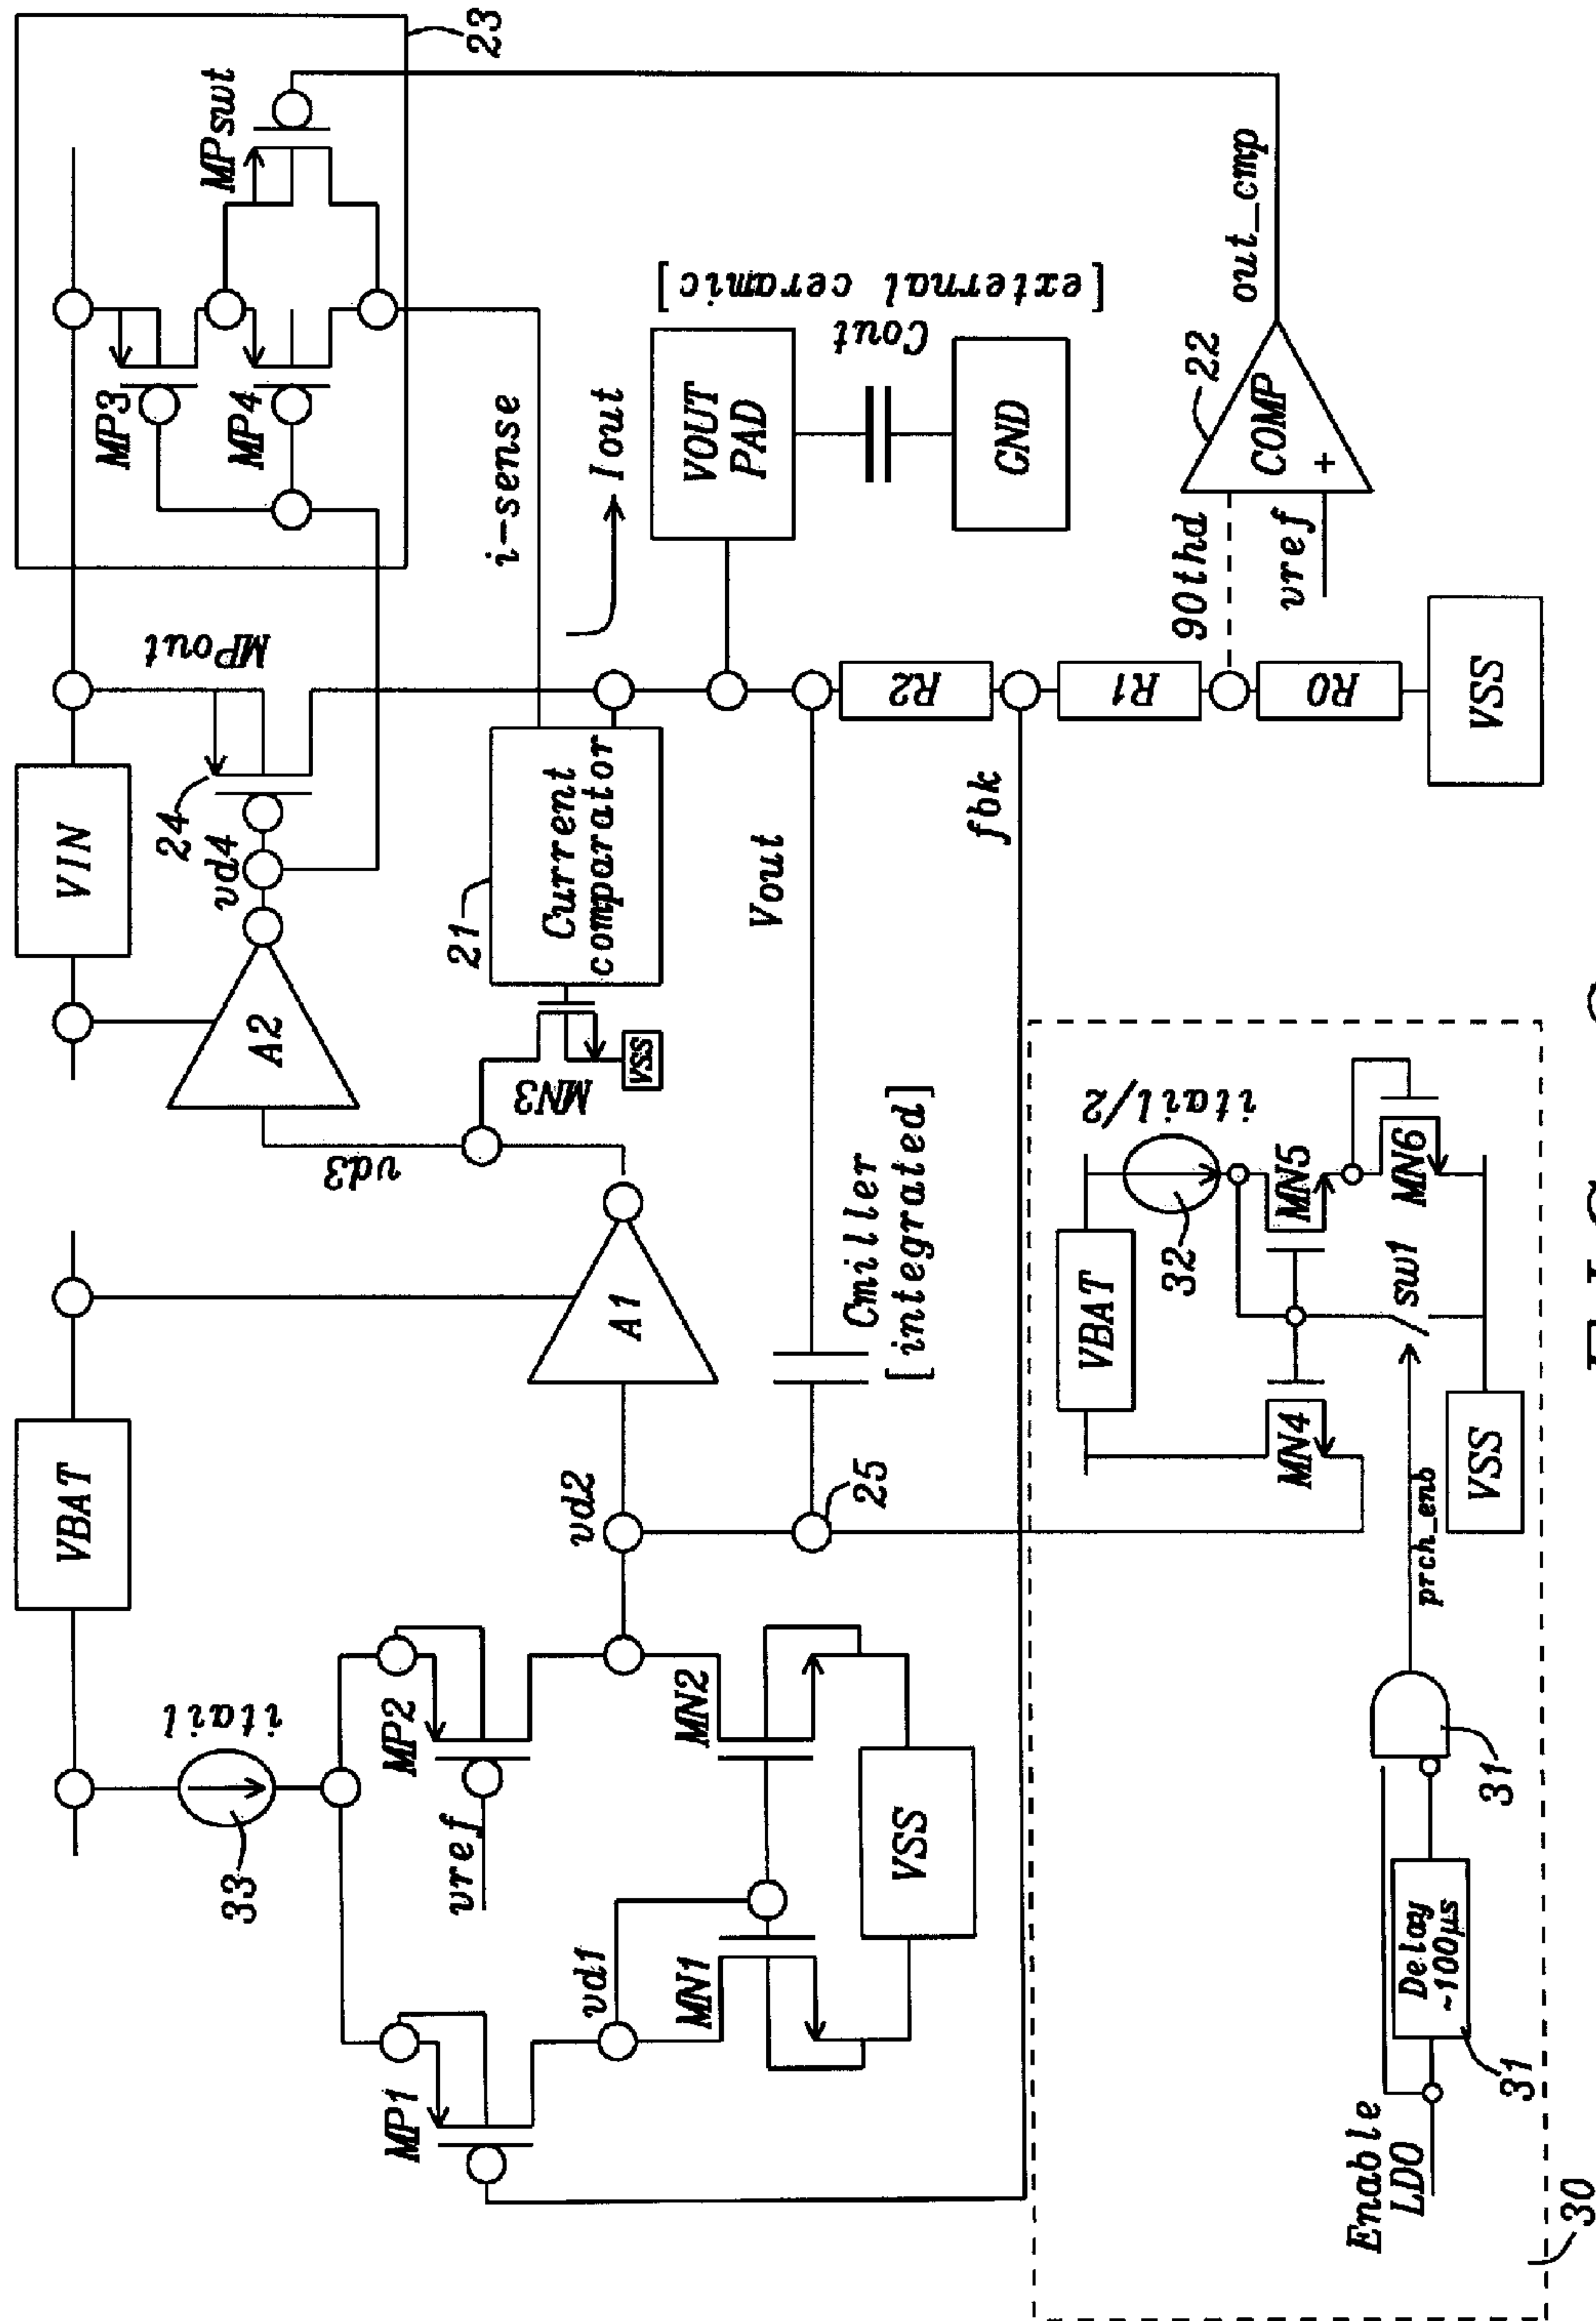 VBAT
VIN
itail
33
MP1
MP2
vref
vd1
MN1
MN2
VSS
vd2
25
A1
vd3
MN3
VSS
A2
vd4
24
MPout
MP3
MP4
MPswt
23
21
Current
comparator
i-sense
Iout
Vout
Cmiller
[integrated]
fbk
VOUT
PAD
Cout
[external ceramic]
GND
R2
R1
R0
VSS
90thd
vref
COMP
+
22
out_cmp
Enable
LDO
Delay
~100µs
31
31
prch_enb
VBAT
itail/2
32
MN4
MN5
MN6
sw1
VSS
30